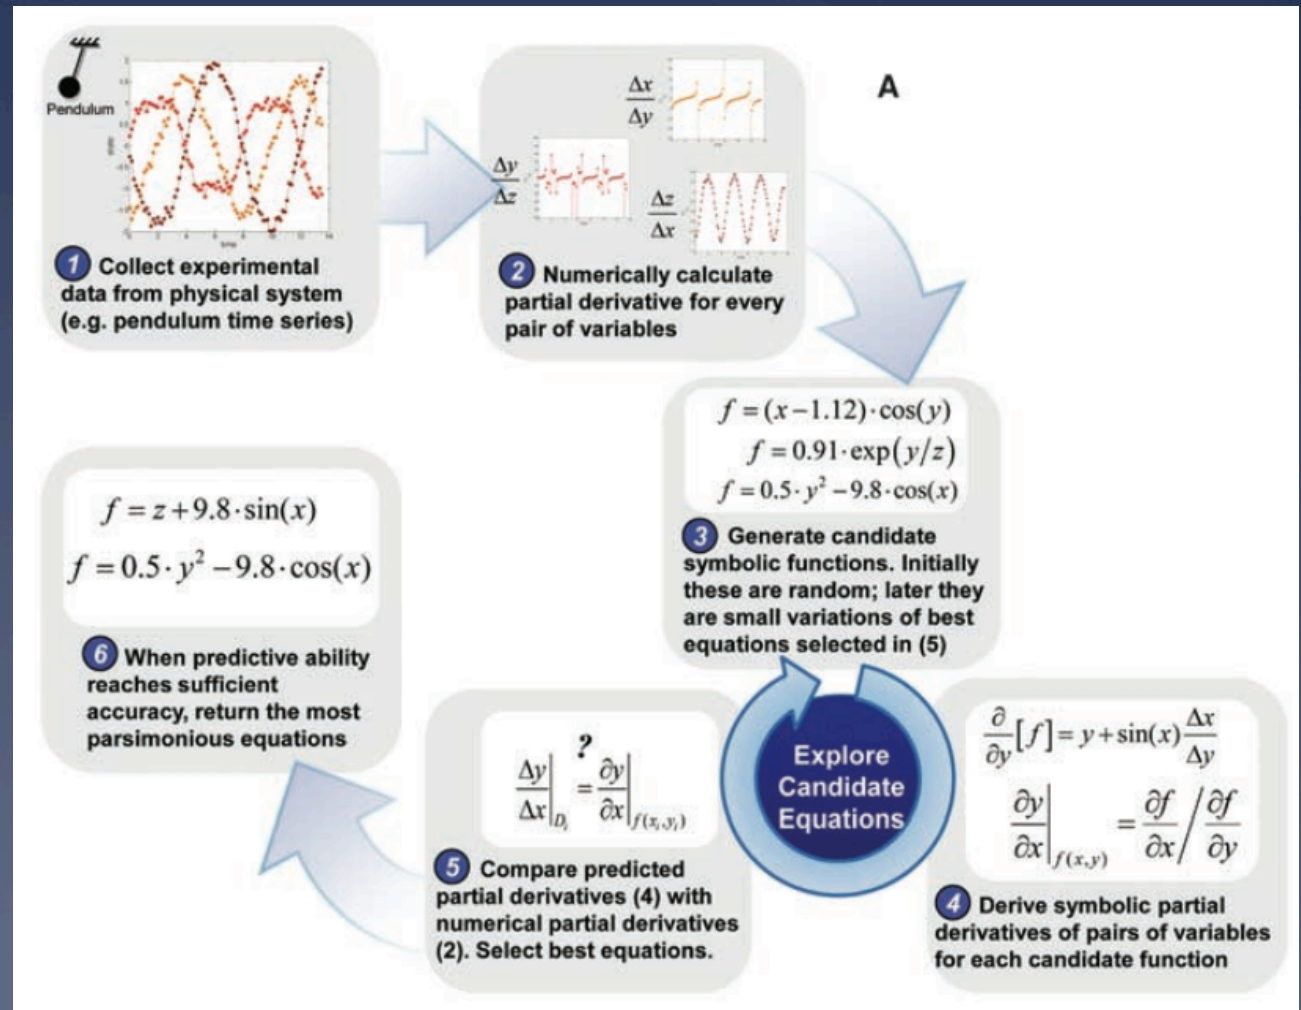 Pendulum
1 Collect experimental
data from physical system
(e.g. pendulum time series)
A
Δx/Δy
Δy/Δz
Δz/Δx
2 Numerically calculate
partial derivative for every
pair of variables
f = (x−1.12)·cos(y)
f = 0.91·exp(y/z)
f = 0.5·y² −9.8·cos(x)
3 Generate candidate
symbolic functions. Initially
these are random; later they
are small variations of best
equations selected in (5)
Explore
Candidate
Equations
∂/∂y [f] = y+sin(x) Δx/Δy
∂y/∂x|f(x,y) = ∂f/∂x / ∂f/∂y
4 Derive symbolic partial
derivatives of pairs of variables
for each candidate function
?
Δy/Δx|Dᵢ = ∂y/∂x|f(xᵢ,yᵢ)
5 Compare predicted
partial derivatives (4) with
numerical partial derivatives
(2). Select best equations.
f = z+9.8·sin(x)
f = 0.5·y² −9.8·cos(x)
6 When predictive ability
reaches sufficient
accuracy, return the most
parsimonious equations